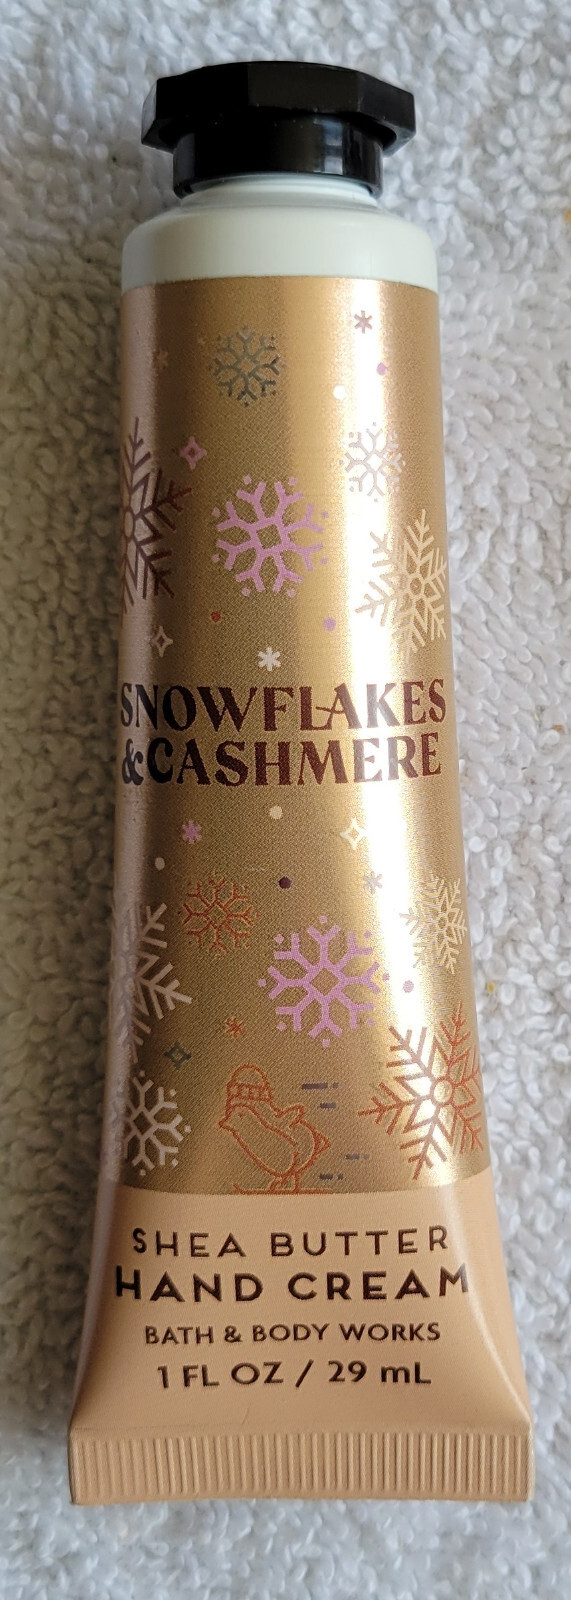 SNOWFLAKES
&CASHMERE
SHEA BUTTER
HAND CREAM
BATH & BODY WORKS
1 FL OZ / 29 mL